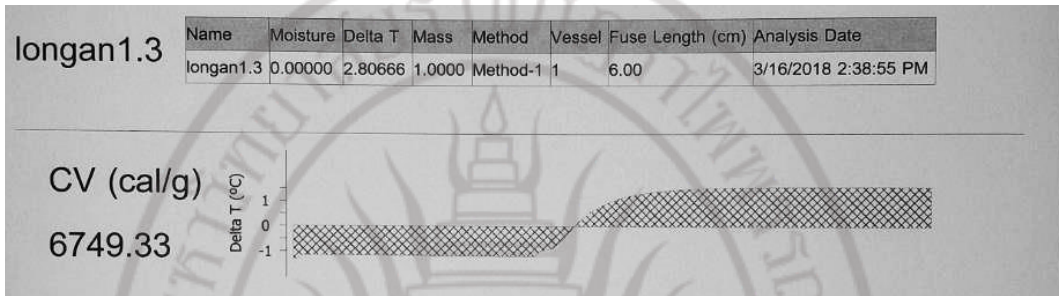 longan1.3
Name Moisture Delta T Mass Method Vessel Fuse Length (cm) Analysis Date
longan1.3 0.00000 2.80666 1.0000 Method-1 1 6.00 3/16/2018 2:38:55 PM
CV (cal/g)
6749.33
Delta T (ºC)
1
0
-1